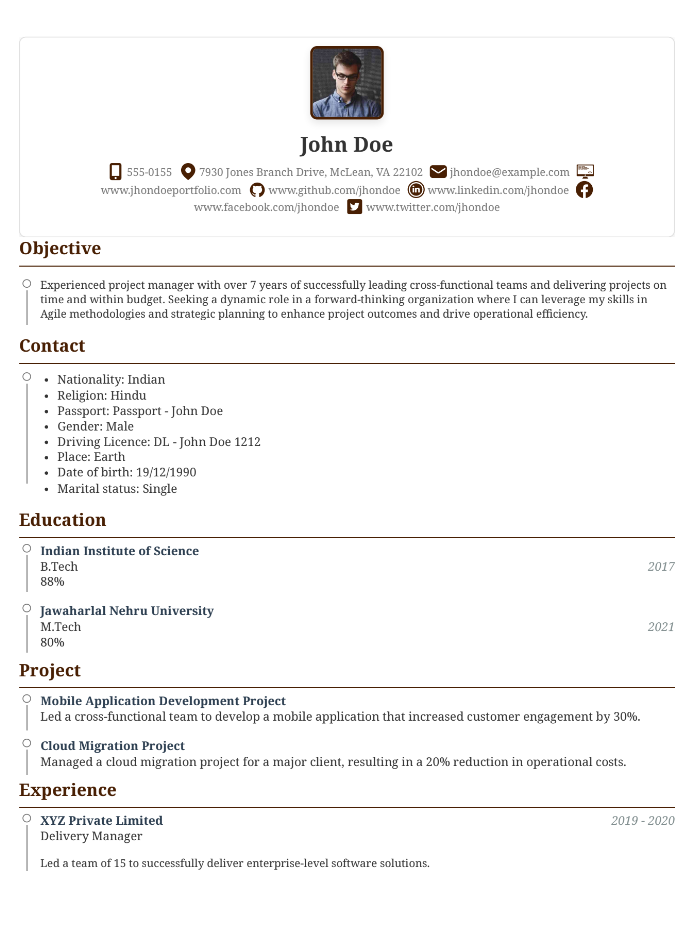 John Doe
555-0155 7930 Jones Branch Drive, McLean, VA 22102 jhondoe@example.com
www.jhondoeportfolio.com www.github.com/jhondoe www.linkedin.com/jhondoe
www.facebook.com/jhondoe www.twitter.com/jhondoe
Objective
Experienced project manager with over 7 years of successfully leading cross-functional teams and delivering projects on
time and within budget. Seeking a dynamic role in a forward-thinking organization where I can leverage my skills in
Agile methodologies and strategic planning to enhance project outcomes and drive operational efficiency.
Contact
• Nationality: Indian
• Religion: Hindu
• Passport: Passport - John Doe
• Gender: Male
• Driving Licence: DL - John Doe 1212
• Place: Earth
• Date of birth: 19/12/1990
• Marital status: Single
Education
Indian Institute of Science
B.Tech 2017
88%
Jawaharlal Nehru University
M.Tech 2021
80%
Project
Mobile Application Development Project
Led a cross-functional team to develop a mobile application that increased customer engagement by 30%.
Cloud Migration Project
Managed a cloud migration project for a major client, resulting in a 20% reduction in operational costs.
Experience
XYZ Private Limited 2019 - 2020
Delivery Manager
Led a team of 15 to successfully deliver enterprise-level software solutions.